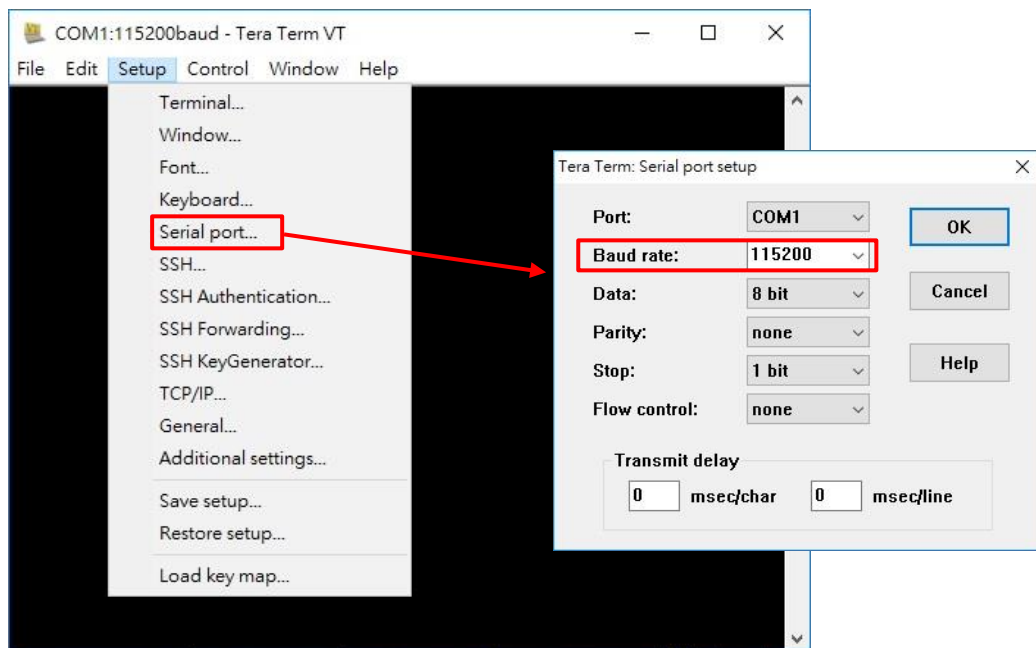 COM1:115200baud - Tera Term VT
File Edit Setup Control Window Help
Terminal...
Window...
Font...
Keyboard...
Serial port...
SSH...
SSH Authentication...
SSH Forwarding...
SSH KeyGenerator...
TCP/IP...
General...
Additional settings...
Save setup...
Restore setup...
Load key map...
Tera Term: Serial port setup
Port: COM1 OK
Baud rate: 115200
Data: 8 bit Cancel
Parity: none
Stop: 1 bit Help
Flow control: none
Transmit delay
0 msec/char 0 msec/line